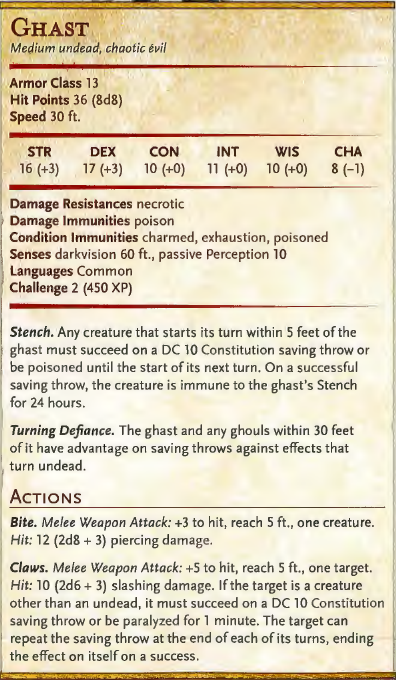 GHAST
Medium undead, chaotic evil
Armor Class 13
Hit Points 36 (8d8)
Speed 30 ft.
STR DEX CON INT WIS CHA
16 (+3) 17 (+3) 10 (+0) 11 (+0) 10 (+0) 8 (–1)
Damage Resistances necrotic
Damage Immunities poison
Condition Immunities charmed, exhaustion, poisoned
Senses darkvision 60 ft., passive Perception 10
Languages Common
Challenge 2 (450 XP)
Stench. Any creature that starts its turn within 5 feet of the
ghast must succeed on a DC 10 Constitution saving throw or
be poisoned until the start of its next turn. On a successful
saving throw, the creature is immune to the ghast's Stench
for 24 hours.
Turning Defiance. The ghast and any ghouls within 30 feet
of it have advantage on saving throws against effects that
turn undead.
ACTIONS
Bite. Melee Weapon Attack: +3 to hit, reach 5 ft., one creature.
Hit: 12 (2d8 + 3) piercing damage.
Claws. Melee Weapon Attack: +5 to hit, reach 5 ft., one target.
Hit: 10 (2d6 + 3) slashing damage. If the target is a creature
other than an undead, it must succeed on a DC 10 Constitution
saving throw or be paralyzed for 1 minute. The target can
repeat the saving throw at the end of each of its turns, ending
the effect on itself on a success.